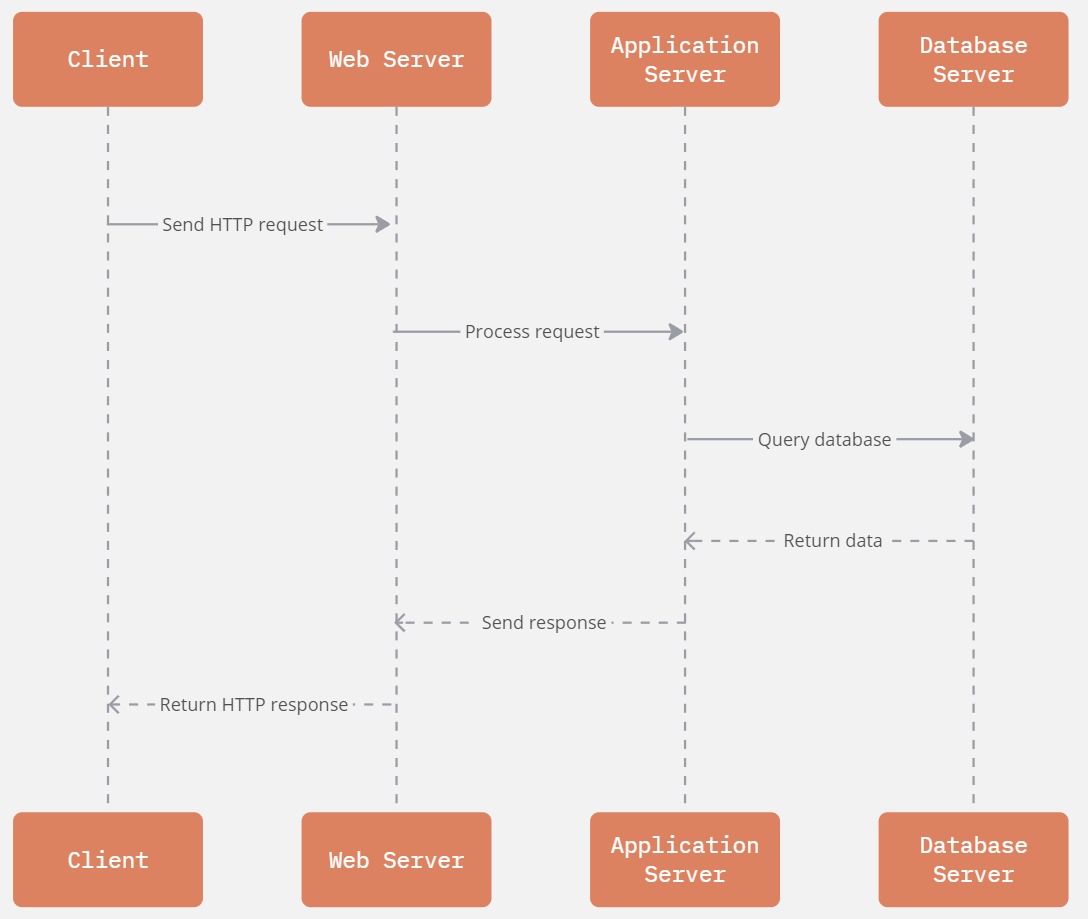 Client
Web Server
Application
Server
Database
Server
Send HTTP request
Process request
Query database
Return data
Send response
Return HTTP response
Client
Web Server
Application
Server
Database
Server